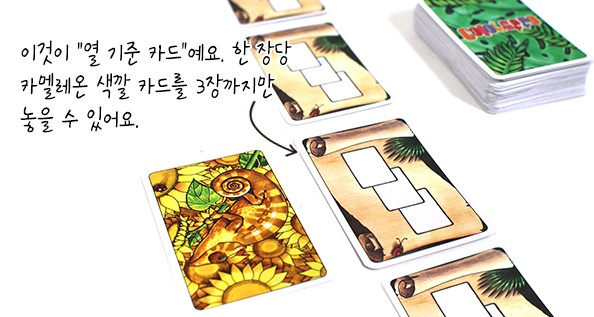 이것이 "열 기준 카드"예요. 한 장당
카멜레온 색깔 카드를 3장까지만
놓을 수 있어요.